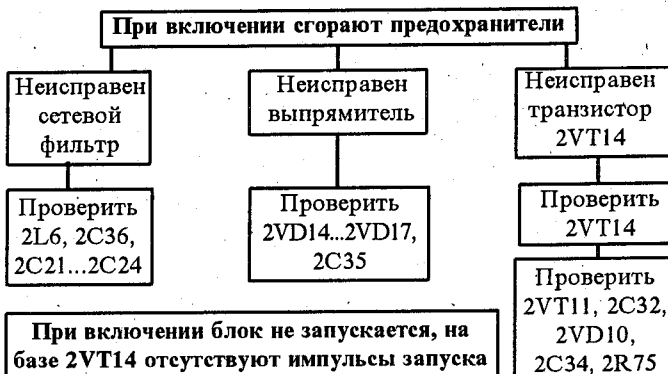 При включении сгорают предохранители
Неисправен
сетевой
фильтр
Неисправен
выпрямитель
Неисправен
транзистор
2VT14
Проверить
2L6, 2C36,
2C21...2C24
Проверить
2VD14...2VD17,
2C35
Проверить
2VT14
Проверить
2VT11, 2C32,
2VD10,
2C34, 2R75
При включении блок не запускается, на
базе 2VT14 отсутствуют импульсы запуска